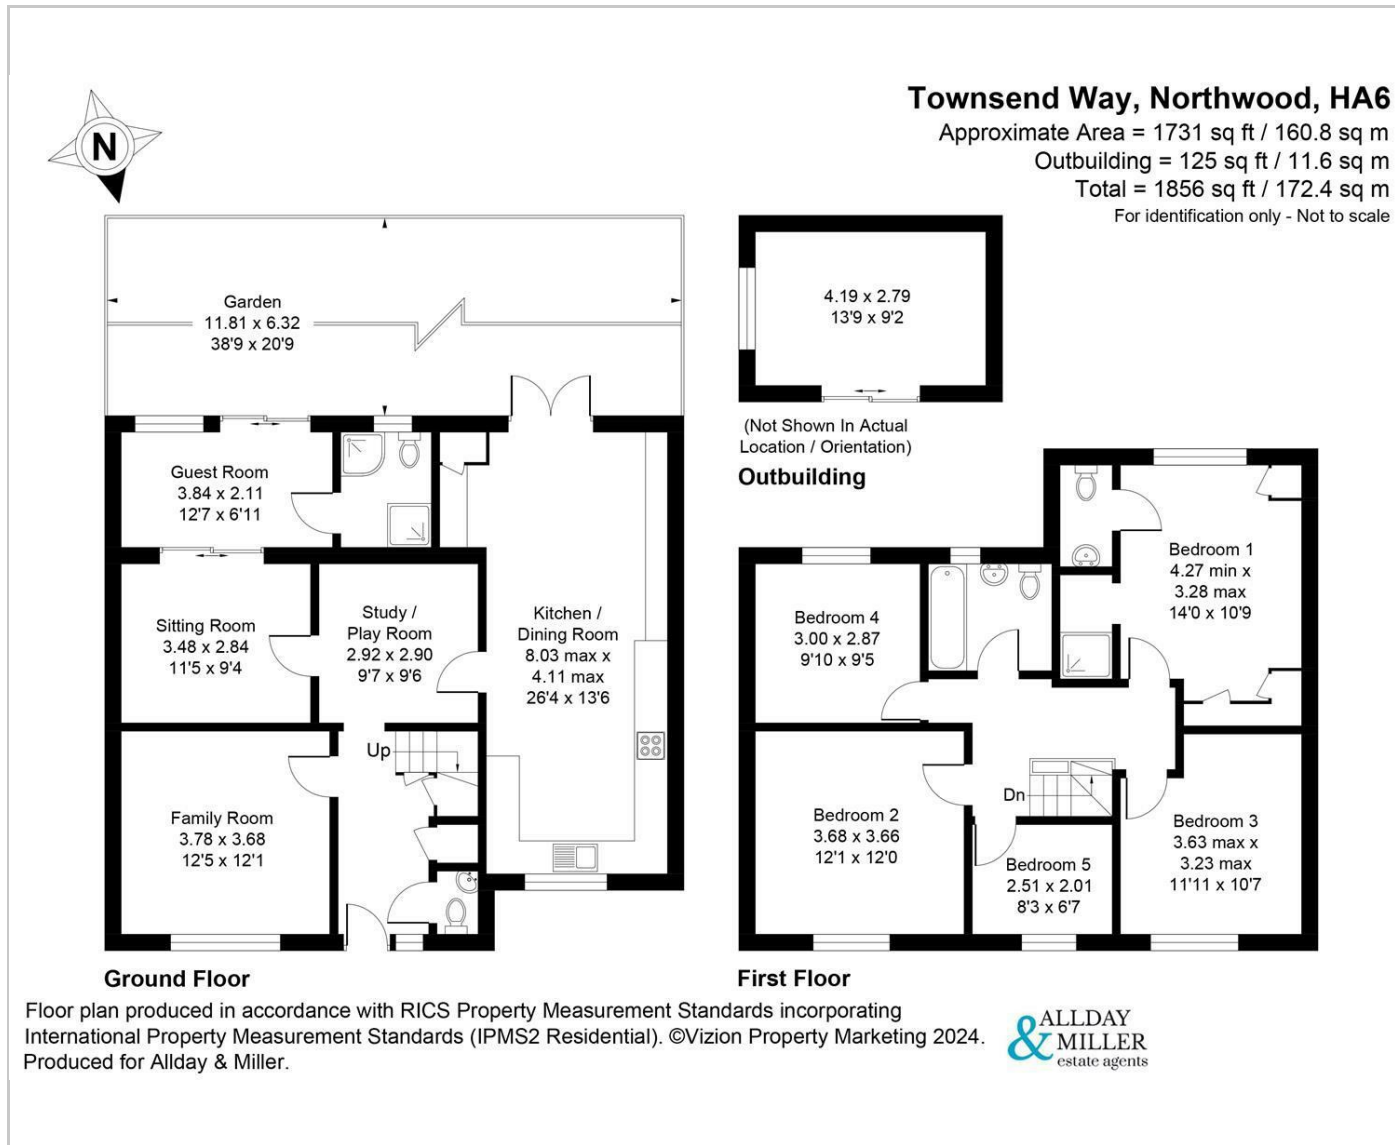 Townsend Way, Northwood, HA6
Approximate Area = 1731 sq ft / 160.8 sq m
Outbuilding = 125 sq ft / 11.6 sq m
Total = 1856 sq ft / 172.4 sq m
For identification only - Not to scale
N
Garden
11.81 x 6.32
38'9 x 20'9
4.19 x 2.79
13'9 x 9'2
(Not Shown In Actual
Location / Orientation)
Outbuilding
Guest Room
3.84 x 2.11
12'7 x 6'11
Sitting Room
3.48 x 2.84
11'5 x 9'4
Study /
Play Room
2.92 x 2.90
9'7 x 9'6
Kitchen /
Dining Room
8.03 max x
4.11 max
26'4 x 13'6
Up
Family Room
3.78 x 3.68
12'5 x 12'1
Ground Floor
Bedroom 1
4.27 min x
3.28 max
14'0 x 10'9
Bedroom 4
3.00 x 2.87
9'10 x 9'5
Dn
Bedroom 2
3.68 x 3.66
12'1 x 12'0
Bedroom 5
2.51 x 2.01
8'3 x 6'7
Bedroom 3
3.63 max x
3.23 max
11'11 x 10'7
First Floor
Floor plan produced in accordance with RICS Property Measurement Standards incorporating
International Property Measurement Standards (IPMS2 Residential). ©Vizion Property Marketing 2024.
Produced for Allday & Miller.
ALLDAY
& MILLER
estate agents